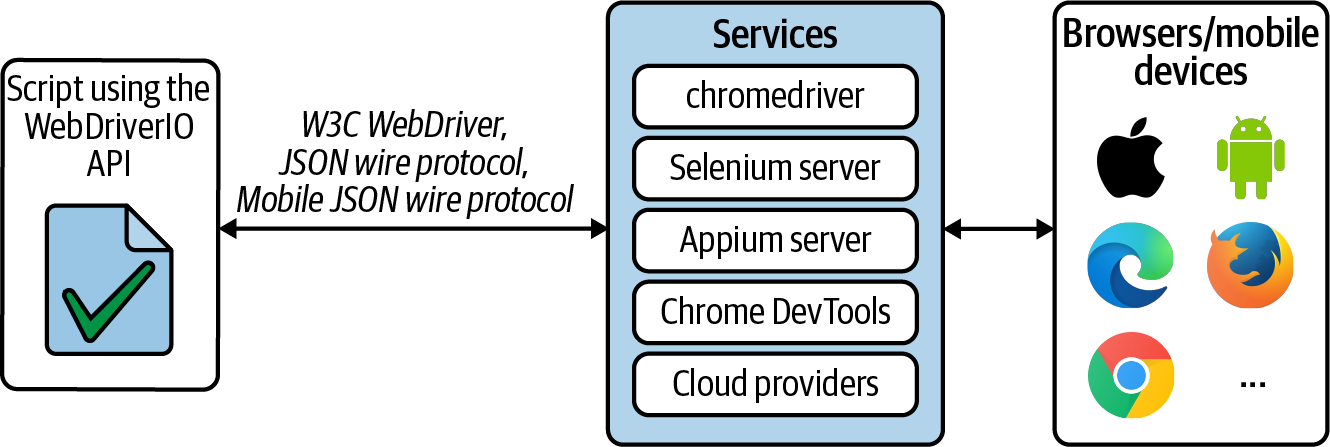 Script using the
WebDriverIO
API
W3C WebDriver,
JSON wire protocol,
Mobile JSON wire protocol
Services
chromedriver
Selenium server
Appium server
Chrome DevTools
Cloud providers
Browsers/mobile
devices
...